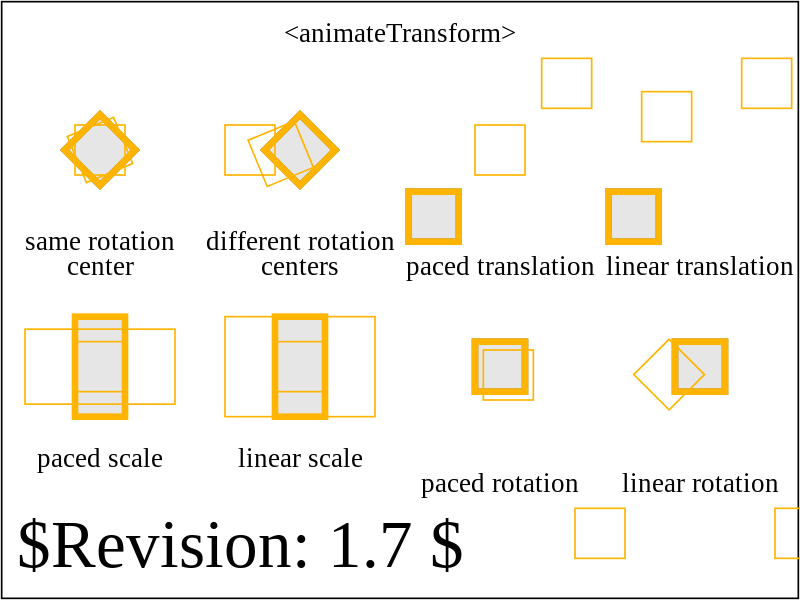 <animateTransform>
same rotation
center
different rotation
centers
paced translation
linear translation
paced scale
linear scale
paced rotation
linear rotation
$Revision: 1.7 $